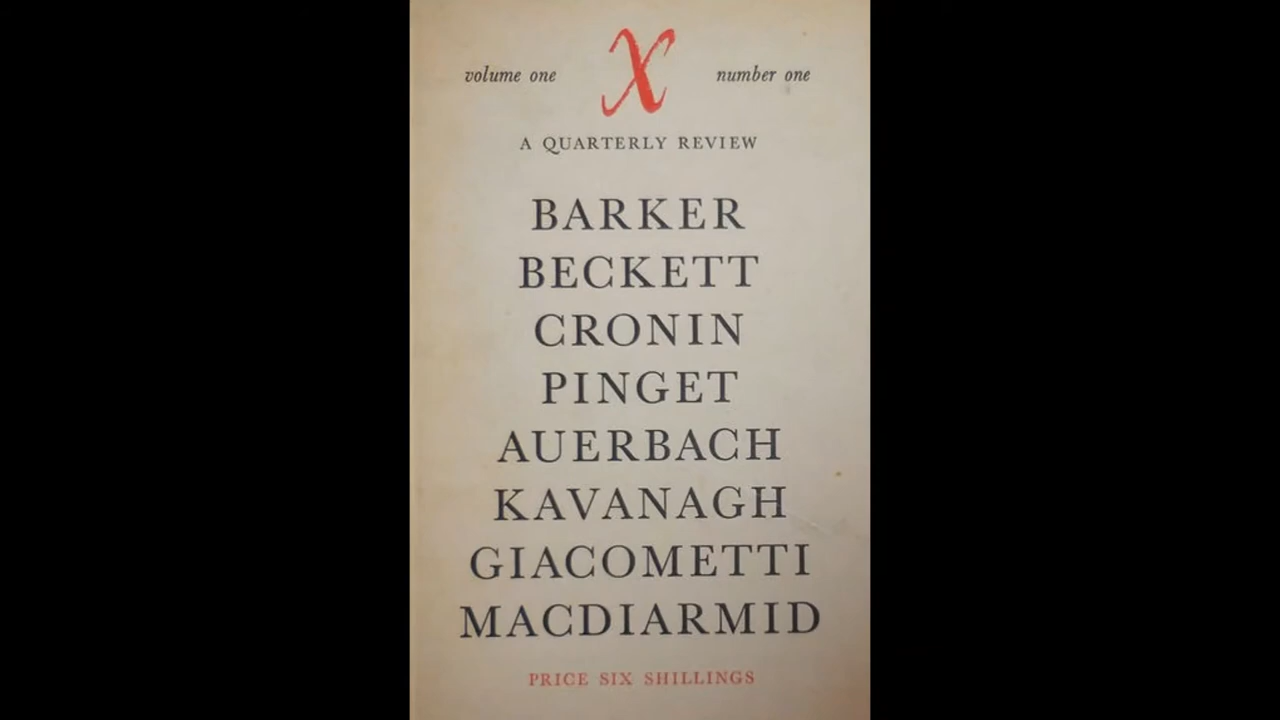 volume one X number one
A QUARTERLY REVIEW
BARKER
BECKETT
CRONIN
PINGET
AUERBACH
KAVANAGH
GIACOMETTI
MACDIARMID
PRICE SIX SHILLINGS